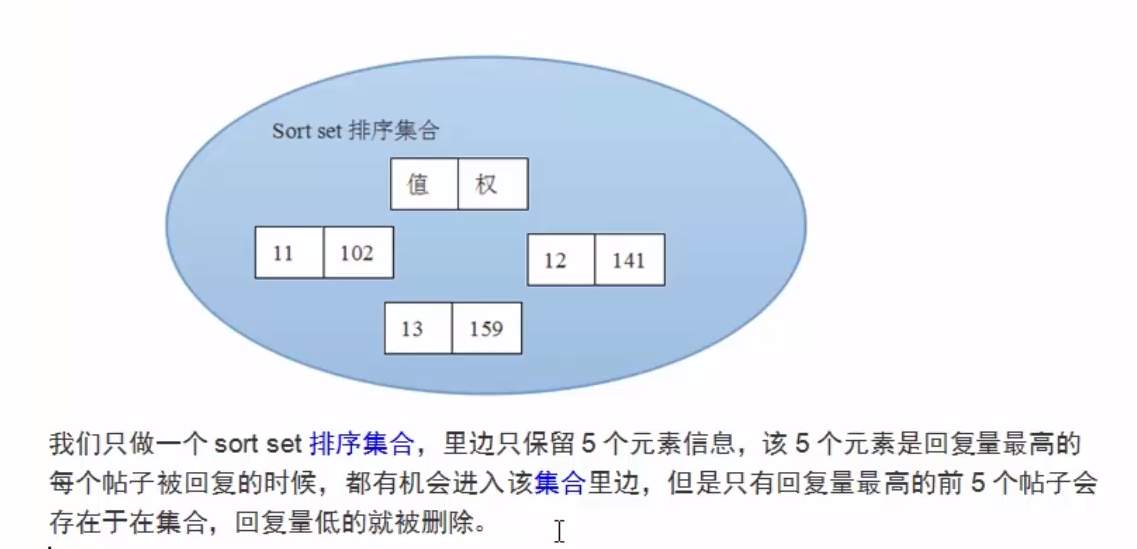 Sort set 排序集合
值 权
11 102
12 141
13 159
我们只做一个 sort set 排序集合，里边只保留 5 个元素信息，该 5 个元素是回复量最高的
每个帖子被回复的时候，都有机会进入该集合里边，但是只有回复量最高的前 5 个帖子会
存在于在集合，回复量低的就被删除。